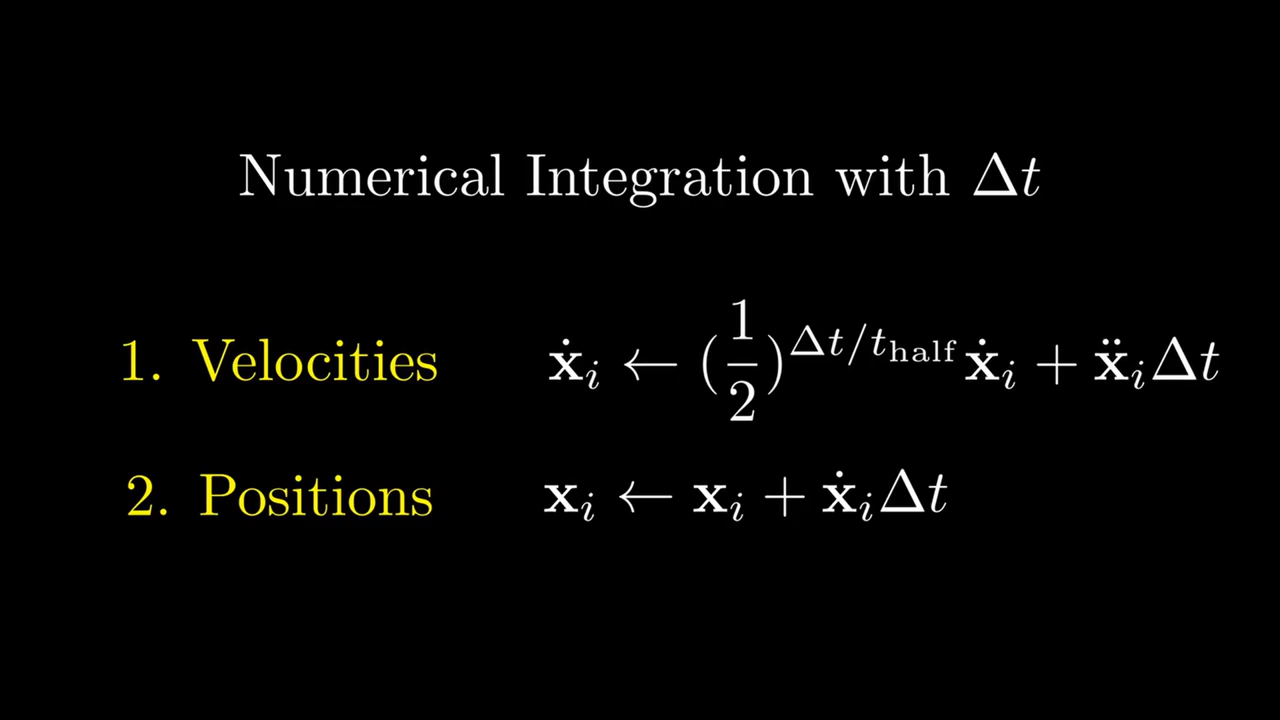 Numerical Integration with Δt
1. Velocities ẋᵢ ← (1/2)^{Δt/t_half} ẋᵢ + ẍᵢΔt
2. Positions xᵢ ← xᵢ + ẋᵢΔt